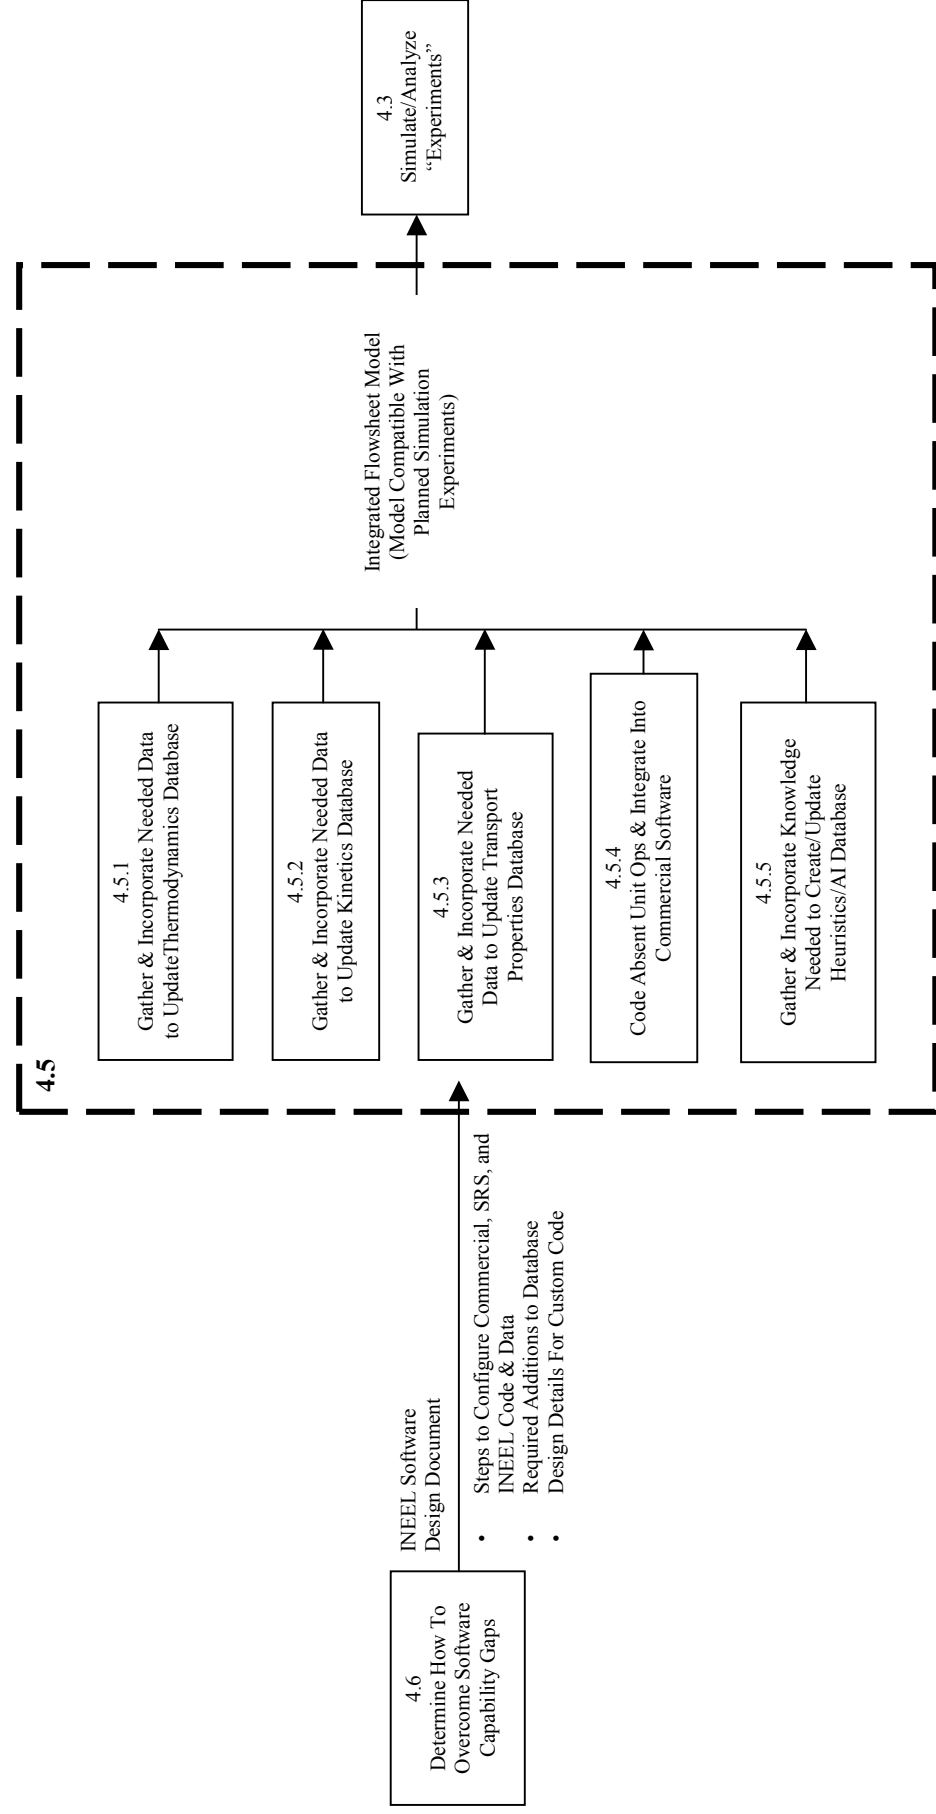 4.6
Determine How To
Overcome Software
Capability Gaps
INEEL Software
Design Document
• Steps to Configure Commercial, SRS, and
INEEL Code & Data
• Required Additions to Database
• Design Details For Custom Code
4.5
4.5.1
Gather & Incorporate Needed Data
to UpdateThermodynamics Database
4.5.2
Gather & Incorporate Needed Data
to Update Kinetics Database
4.5.3
Gather & Incorporate Needed
Data to Update Transport
Properties Database
4.5.4
Code Absent Unit Ops & Integrate Into
Commercial Software
4.5.5
Gather & Incorporate Knowledge
Needed to Create/Update
Heuristics/AI Database
Integrated Flowsheet Model
(Model Compatible With
Planned Simulation
Experiments)
4.3
Simulate/Analyze
“Experiments”